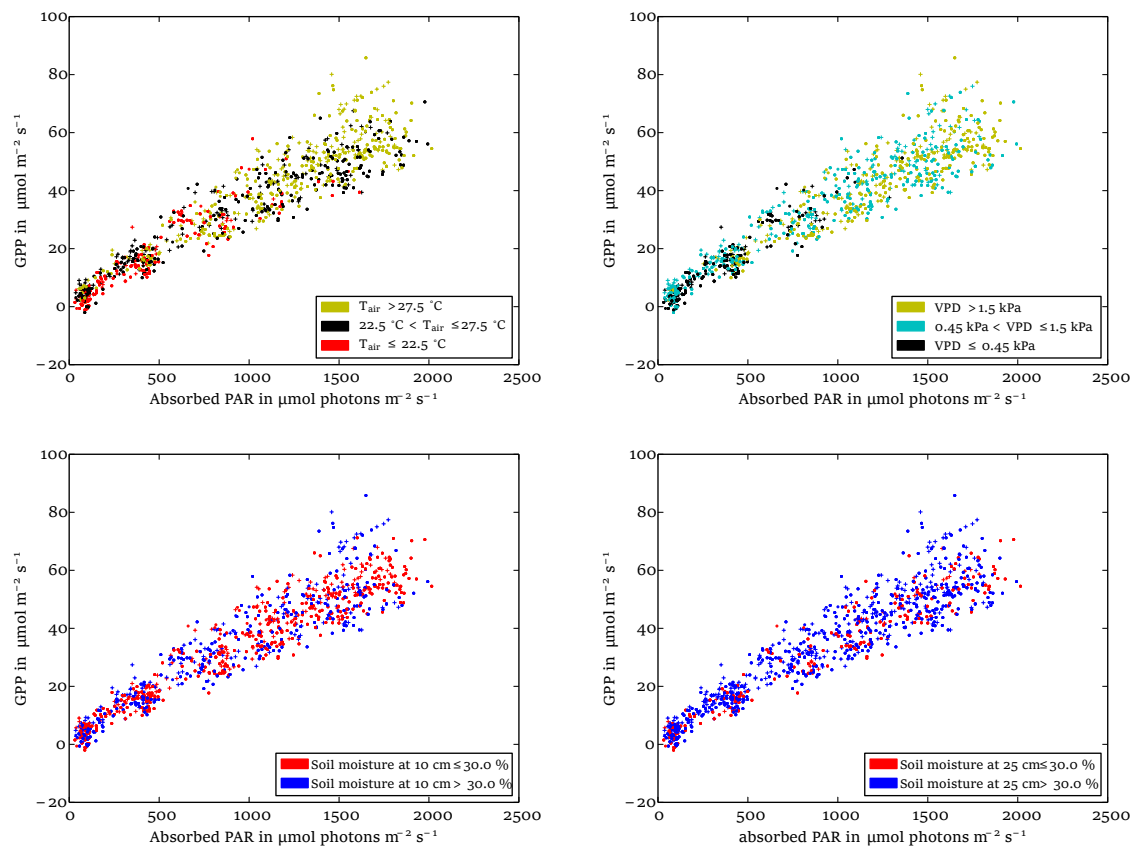 100
80
60
40
20
0
−20
GPP in μmol m⁻² s⁻¹
T_air >27.5 °C
22.5 °C < T_air ≤27.5 °C
T_air ≤ 22.5 °C
0 500 1000 1500 2000 2500
Absorbed PAR in μmol photons m⁻² s⁻¹
100
80
60
40
20
0
−20
GPP in μmol m⁻² s⁻¹
VPD >1.5 kPa
0.45 kPa < VPD ≤1.5 kPa
VPD ≤ 0.45 kPa
0 500 1000 1500 2000 2500
Absorbed PAR in μmol photons m⁻² s⁻¹
100
80
60
40
20
0
−20
GPP in μmol m⁻² s⁻¹
Soil moisture at 10 cm≤30.0 %
Soil moisture at 10 cm> 30.0 %
0 500 1000 1500 2000 2500
Absorbed PAR in μmol photons m⁻² s⁻¹
100
80
60
40
20
0
−20
GPP in μmol m⁻² s⁻¹
Soil moisture at 25 cm≤30.0 %
Soil moisture at 25 cm> 30.0 %
0 500 1000 1500 2000 2500
absorbed PAR in μmol photons m⁻² s⁻¹